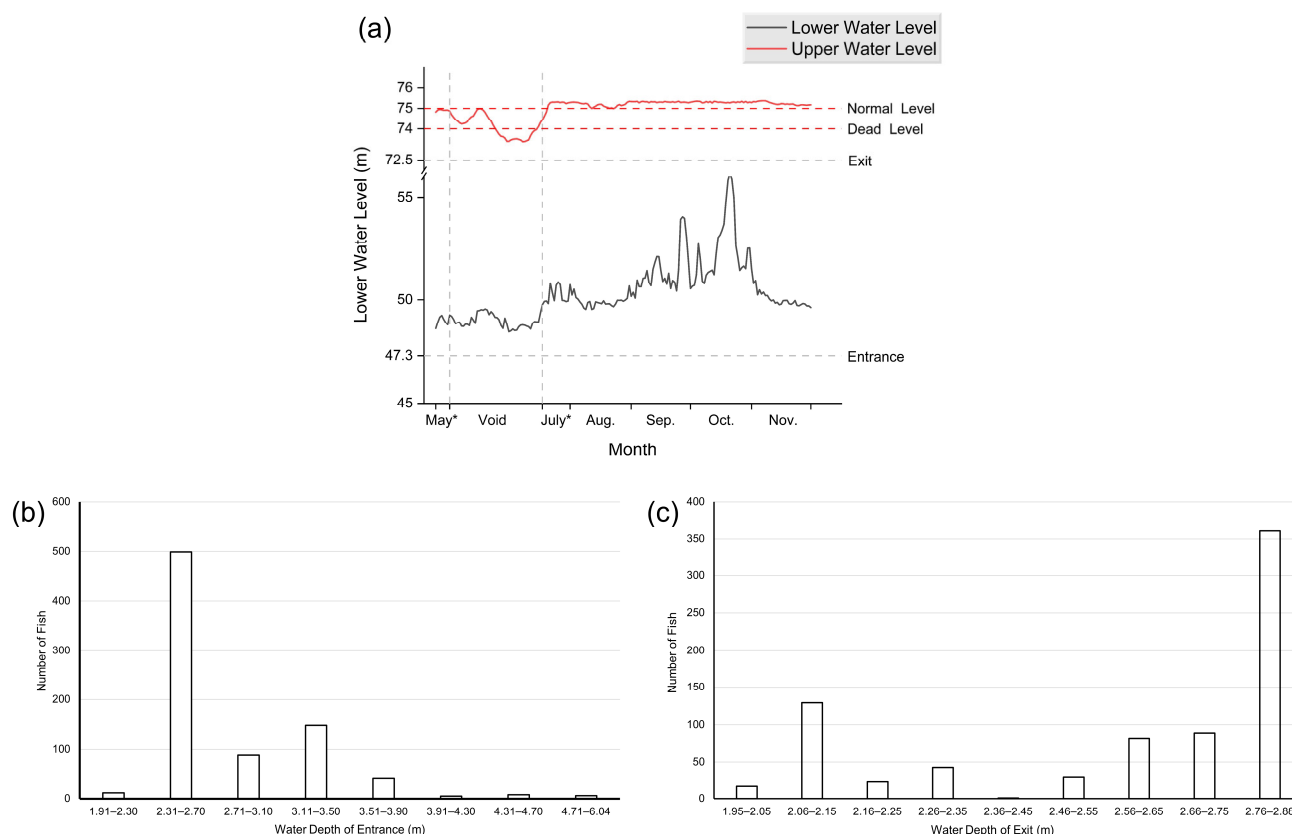 (a)
Lower Water Level
Upper Water Level
76
75
74
72.5
55
50
47.3
45
Lower Water Level (m)
Normal Level
Dead Level
Exit
Entrance
May* Void July* Aug. Sep. Oct. Nov.
Month
(b)
600
500
400
300
200
100
0
Number of Fish
1.91–2.30 2.31–2.70 2.71–3.10 3.11–3.50 3.51–3.90 3.91–4.30 4.31–4.70 4.71–6.04
Water Depth of Entrance (m)
(c)
400
350
300
250
200
150
100
50
0
Number of Fish
1.95–2.05 2.06–2.15 2.16–2.25 2.26–2.35 2.36–2.45 2.46–2.55 2.56–2.65 2.66–2.75 2.76–2.86
Water Depth of Exit (m)